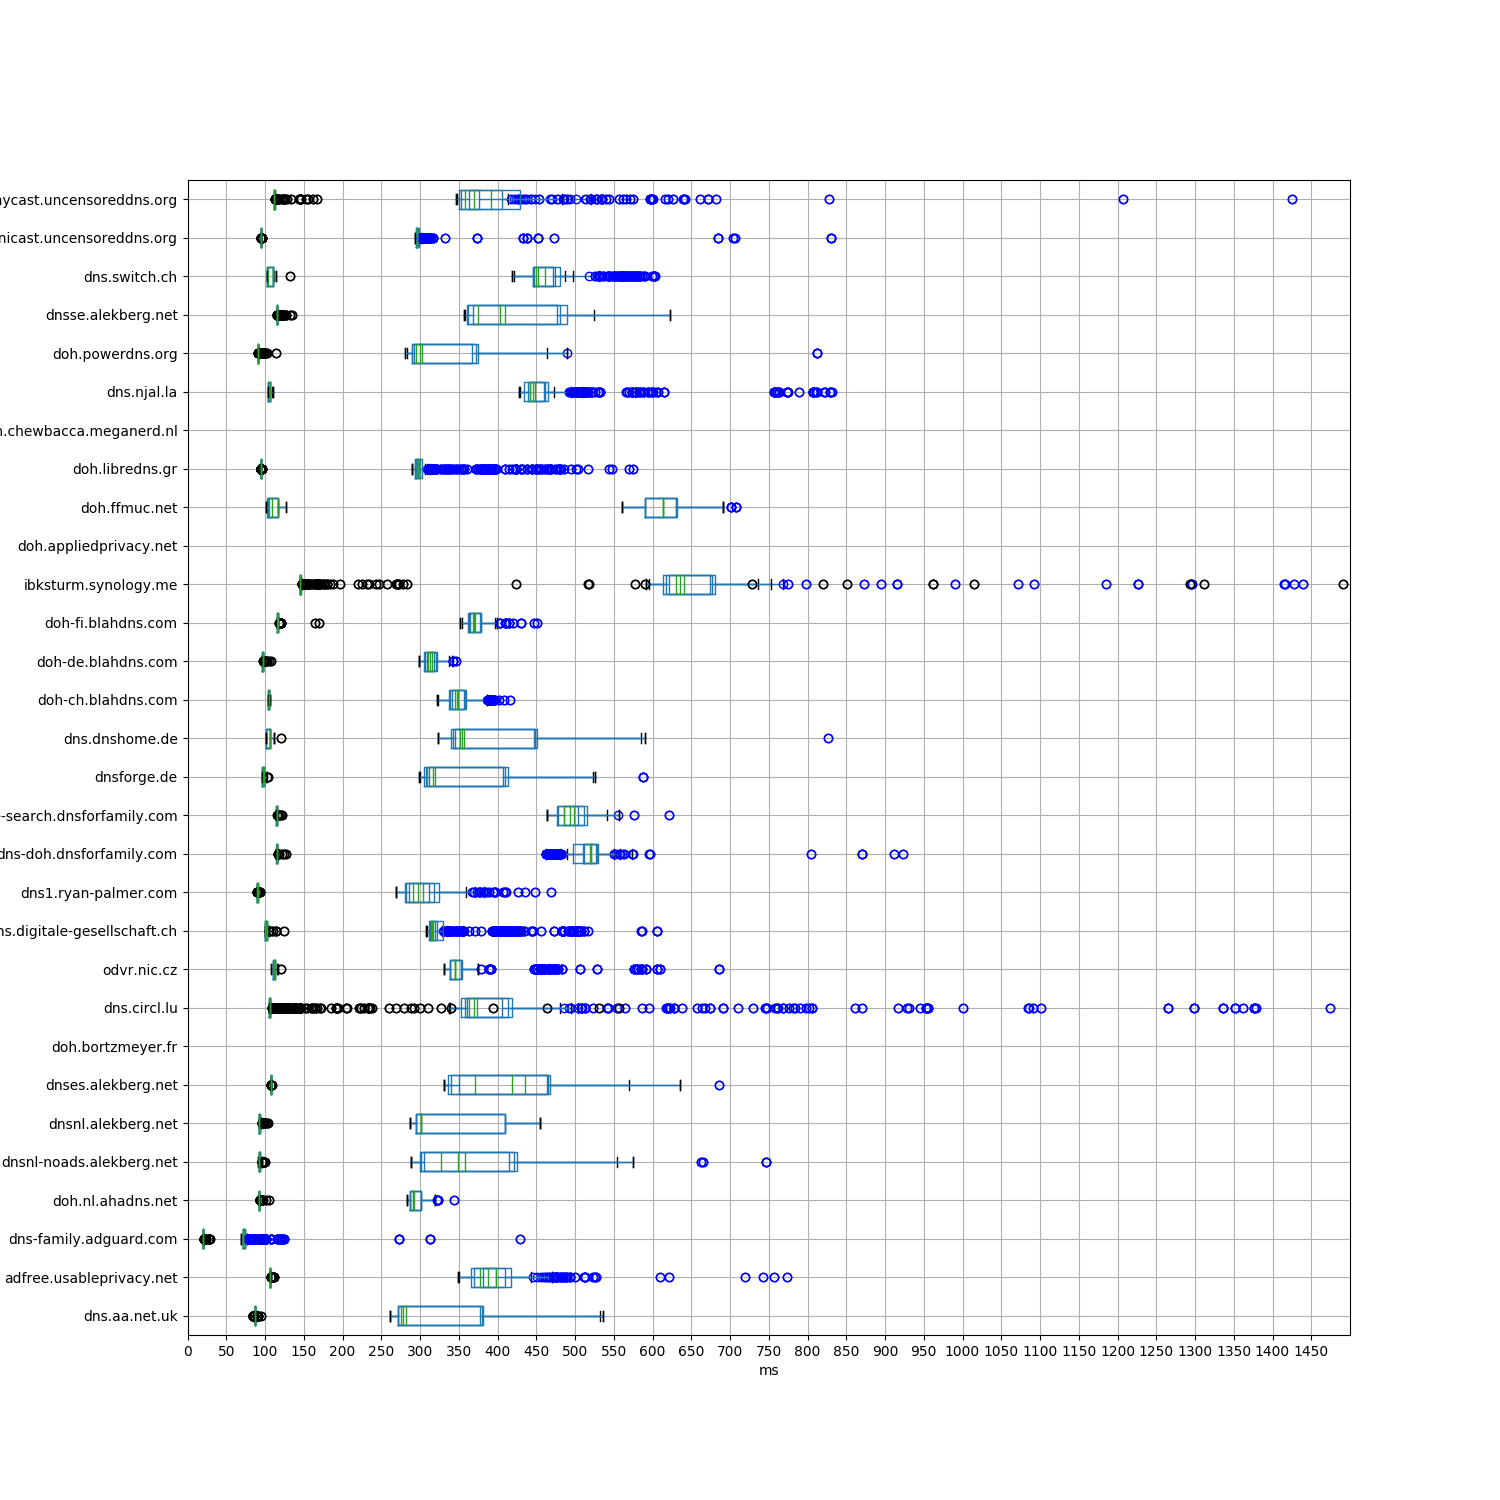 ycast.uncensoreddns.org
nicast.uncensoreddns.org
dns.switch.ch
dnsse.alekberg.net
doh.powerdns.org
dns.njal.la
.chewbacca.meganerd.nl
doh.libredns.gr
doh.ffmuc.net
doh.appliedprivacy.net
ibksturm.synology.me
doh-fi.blahdns.com
doh-de.blahdns.com
doh-ch.blahdns.com
dns.dnshome.de
dnsforge.de
-search.dnsforfamily.com
dns-doh.dnsforfamily.com
dns1.ryan-palmer.com
ns.digitale-gesellschaft.ch
odvr.nic.cz
dns.circl.lu
doh.bortzmeyer.fr
dnses.alekberg.net
dnsnl.alekberg.net
dnsnl-noads.alekberg.net
doh.nl.ahadns.net
dns-family.adguard.com
adfree.usableprivacy.net
dns.aa.net.uk
0 50 100 150 200 250 300 350 400 450 500 550 600 650 700 750 800 850 900 950 1000 1050 1100 1150 1200 1250 1300 1350 1400 1450
ms